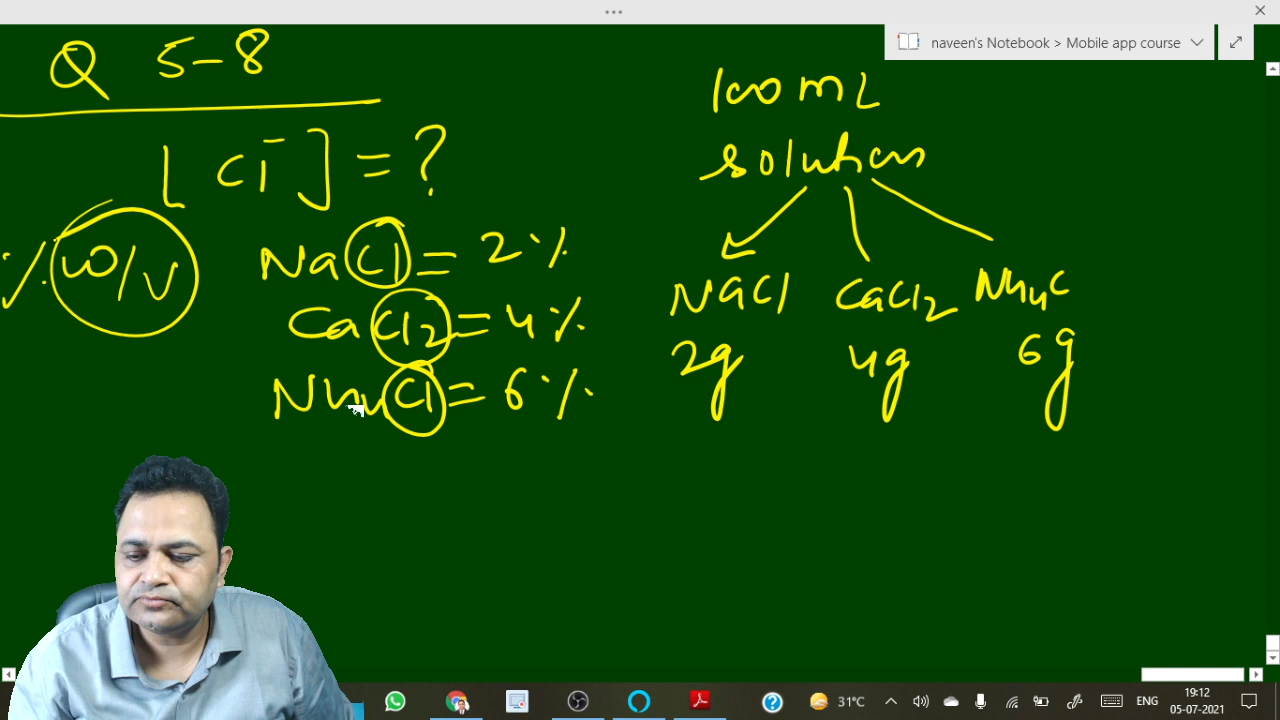 naveen's Notebook > Mobile app course
Q 5-8
[Cl⁻] = ?
% W/V
NaCl = 2%
CaCl2 = 4%
NH4Cl = 6%
100 mL
solution
NaCl CaCl2 NH4C
2g 4g 6g
31°C
ENG
19:12
05-07-2021